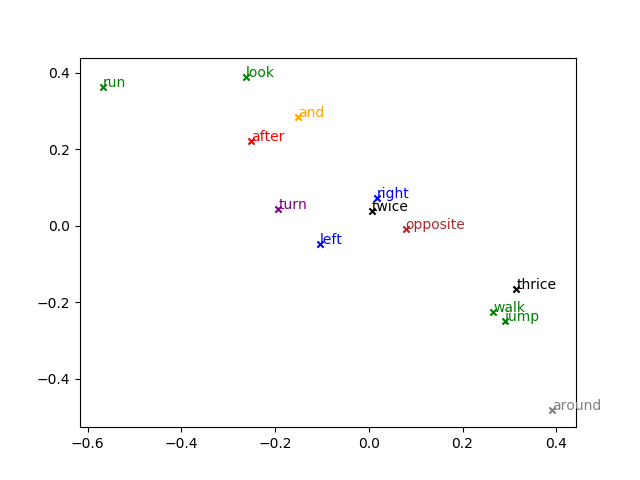 0.4
0.2
0.0
−0.2
−0.4
run
look
and
after
turn
right
twice
opposite
left
thrice
walk
jump
around
−0.6
−0.4
−0.2
0.0
0.2
0.4